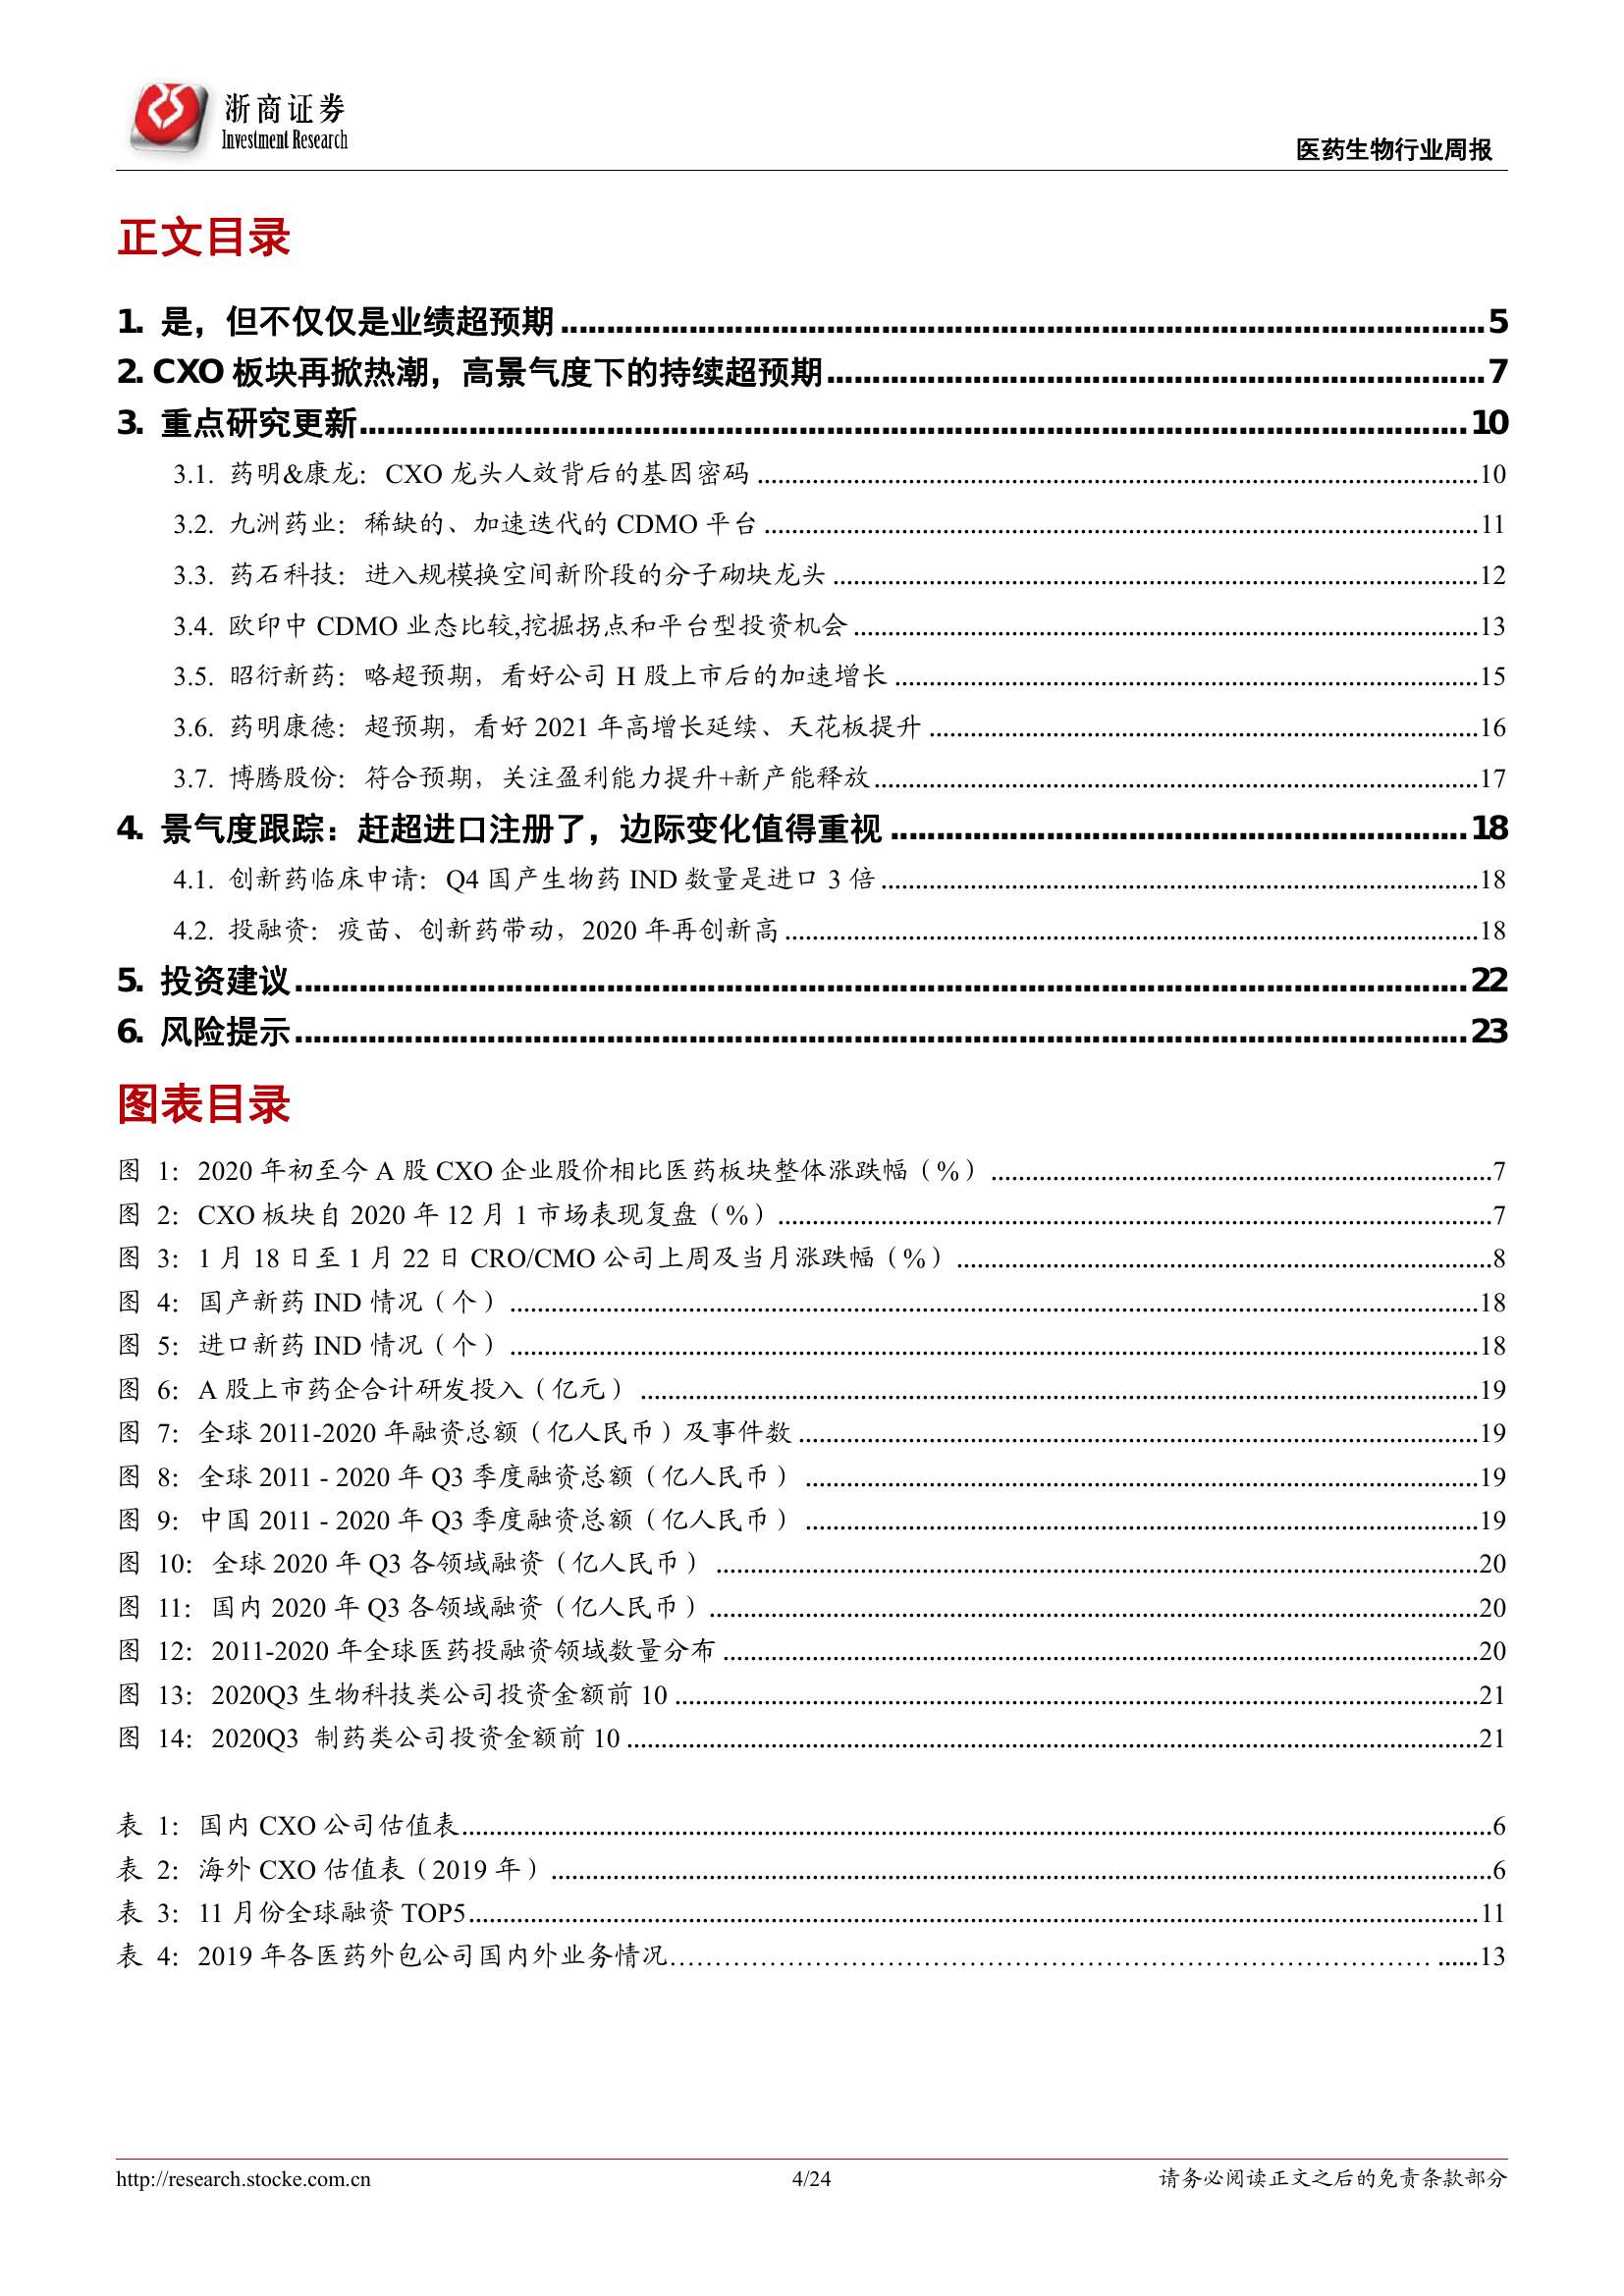 浙商证券
Investment Research
医药生物行业周报
正文目录
1. 是，但不仅仅是业绩超预期................................................................5
2. CXO 板块再掀热潮，高景气度下的持续超预期................................................................7
3. 重点研究更新................................................................10
3.1. 药明&康龙：CXO 龙头人效背后的基因密码................................................................10
3.2. 九洲药业：稀缺的、加速迭代的 CDMO 平台................................................................11
3.3. 药石科技：进入规模换空间新阶段的分子砌块龙头................................................................12
3.4. 欧印中 CDMO 业态比较,挖掘拐点和平台型投资机会................................................................13
3.5. 昭衍新药：略超预期，看好公司 H 股上市后的加速增长................................................................15
3.6. 药明康德：超预期，看好 2021 年高增长延续、天花板提升................................................................16
3.7. 博腾股份：符合预期，关注盈利能力提升+新产能释放................................................................17
4. 景气度跟踪：赶超进口注册了，边际变化值得重视................................................................18
4.1. 创新药临床申请：Q4 国产生物药 IND 数量是进口 3 倍................................................................18
4.2. 投融资：疫苗、创新药带动，2020 年再创新高................................................................18
5. 投资建议................................................................22
6. 风险提示................................................................23
图表目录
图 1：2020 年初至今 A 股 CXO 企业股价相比医药板块整体涨跌幅（%）................................................................7
图 2：CXO 板块自 2020 年 12 月 1 市场表现复盘（%）................................................................7
图 3：1 月 18 日至 1 月 22 日 CRO/CMO 公司上周及当月涨跌幅（%）................................................................8
图 4：国产新药 IND 情况（个）................................................................18
图 5：进口新药 IND 情况（个）................................................................18
图 6：A 股上市药企合计研发投入（亿元）................................................................19
图 7：全球 2011-2020 年融资总额（亿人民币）及事件数................................................................19
图 8：全球 2011 - 2020 年 Q3 季度融资总额（亿人民币）................................................................19
图 9：中国 2011 - 2020 年 Q3 季度融资总额（亿人民币）................................................................19
图 10：全球 2020 年 Q3 各领域融资（亿人民币）................................................................20
图 11：国内 2020 年 Q3 各领域融资（亿人民币）................................................................20
图 12：2011-2020 年全球医药投融资领域数量分布................................................................20
图 13：2020Q3 生物科技类公司投资金额前 10................................................................21
图 14：2020Q3 制药类公司投资金额前 10................................................................21
表 1：国内 CXO 公司估值表................................................................6
表 2：海外 CXO 估值表（2019 年）................................................................6
表 3：11 月份全球融资 TOP5................................................................11
表 4：2019 年各医药外包公司国内外业务情况................................................................13
http://research.stocke.com.cn
4/24
请务必阅读正文之后的免责条款部分